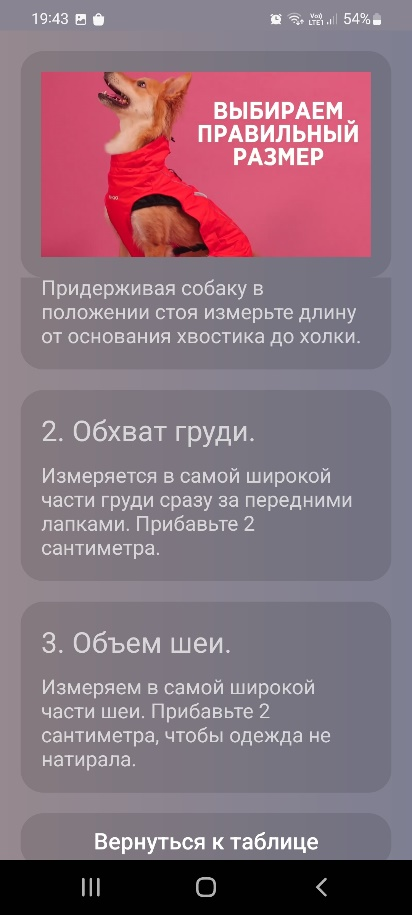 19:43
54%
ВЫБИРАЕМ
ПРАВИЛЬНЫЙ
РАЗМЕР
Придерживая собаку в
положении стоя измерьте длину
от основания хвостика до холки.
2. Обхват груди.
Измеряется в самой широкой
части груди сразу за передними
лапками. Прибавьте 2
сантиметра.
3. Объем шеи.
Измеряем в самой широкой
части шеи. Прибавьте 2
сантиметра, чтобы одежда не
натирала.
Вернуться к таблице